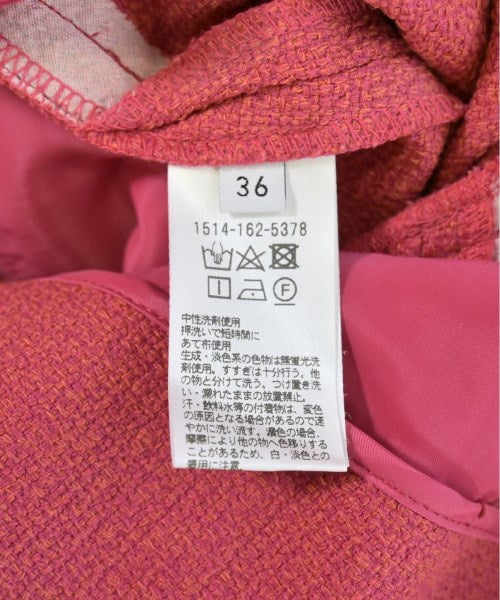 36
1514-162-5378
F
中性洗剤使用
押洗いで短時間に
あて布使用
生成・淡色系の色物は無蛍光洗
剤使用。すすぎは十分行う。他
の物と分けて洗う。つけ置き洗
い・濡れたままの放置禁止。
汗・飲料水等の付着物は、変色
の原因となる場合があるので速
やかに洗い流す。濃色の場合、
摩擦により他の物へ色移りする
ことがあるため、白・淡色との
着用に注意